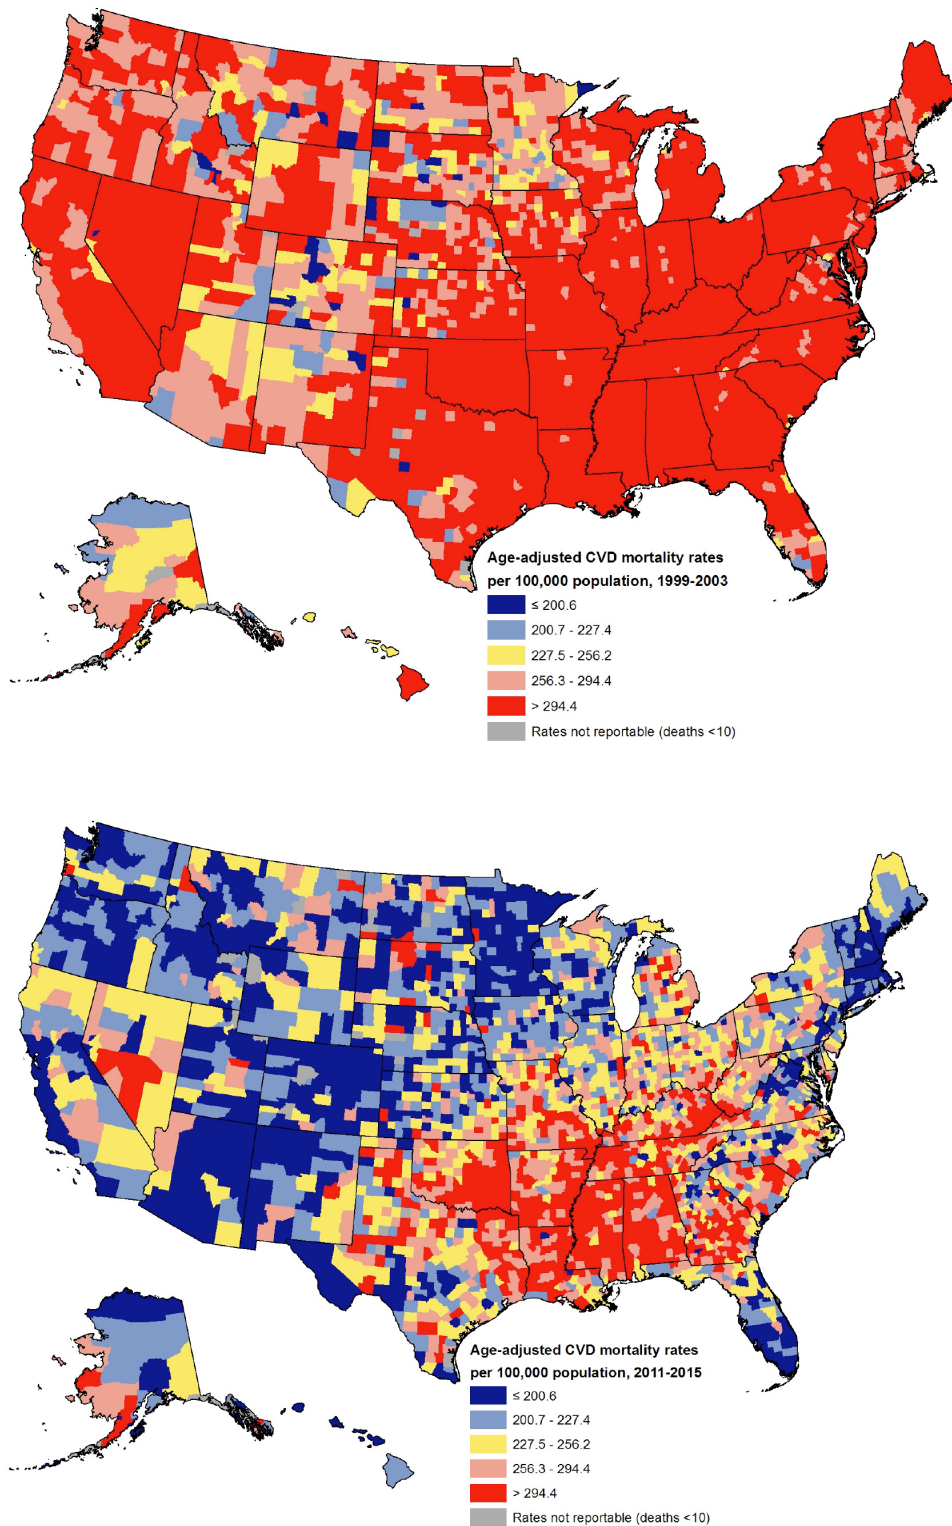 Age-adjusted CVD mortality rates
per 100,000 population, 1999-2003
≤ 200.6
200.7 - 227.4
227.5 - 256.2
256.3 - 294.4
> 294.4
Rates not reportable (deaths <10)
Age-adjusted CVD mortality rates
per 100,000 population, 2011-2015
≤ 200.6
200.7 - 227.4
227.5 - 256.2
256.3 - 294.4
> 294.4
Rates not reportable (deaths <10)